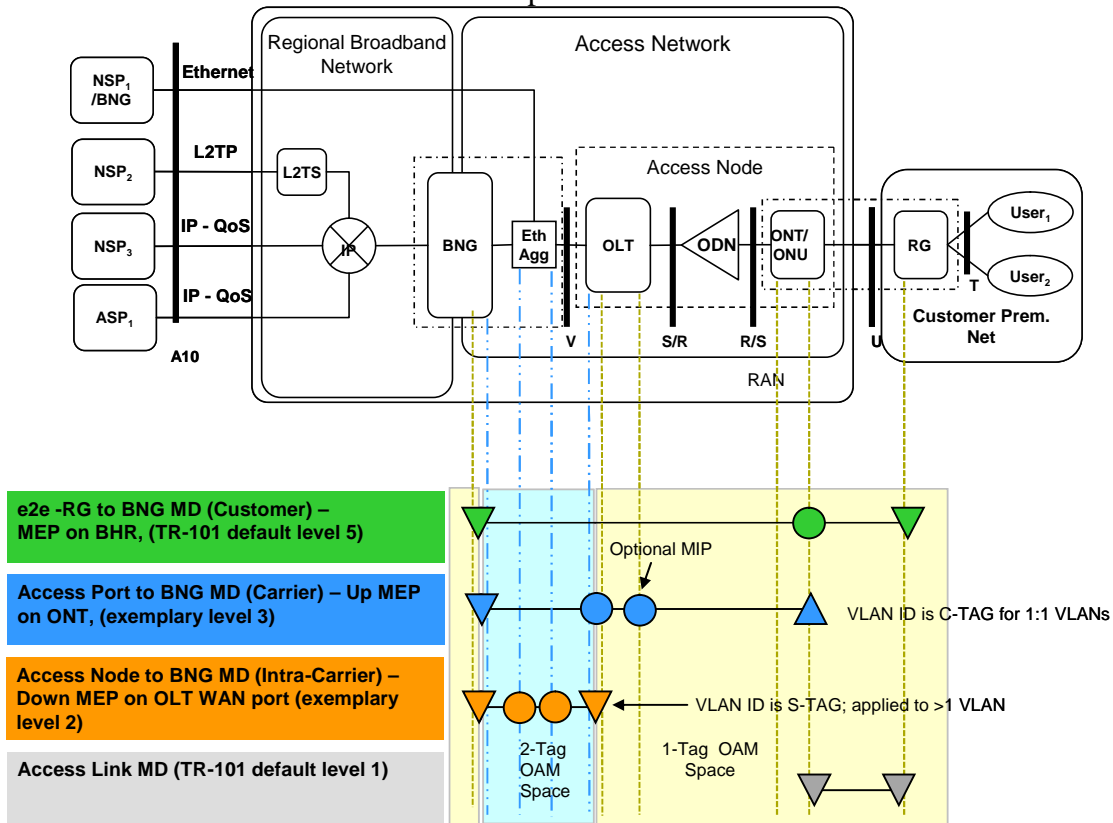 Regional Broadband
Network
Access Network
NSP1
/BNG
Ethernet
NSP2
L2TP
L2TS
NSP3
IP - QoS
IP
ASP1
IP - QoS
A10
BNG
Eth
Agg
V
Access Node
OLT
S/R
ODN
R/S
ONT/
ONU
U
RG
T
User1
User2
Customer Prem.
Net
RAN
e2e -RG to BNG MD (Customer) –
MEP on BHR, (TR-101 default level 5)
Optional MIP
Access Port to BNG MD (Carrier) – Up MEP
on ONT, (exemplary level 3)
VLAN ID is C-TAG for 1:1 VLANs
Access Node to BNG MD (Intra-Carrier) –
Down MEP on OLT WAN port (exemplary
level 2)
VLAN ID is S-TAG; applied to >1 VLAN
2-Tag
OAM
Space
1-Tag OAM
Space
Access Link MD (TR-101 default level 1)